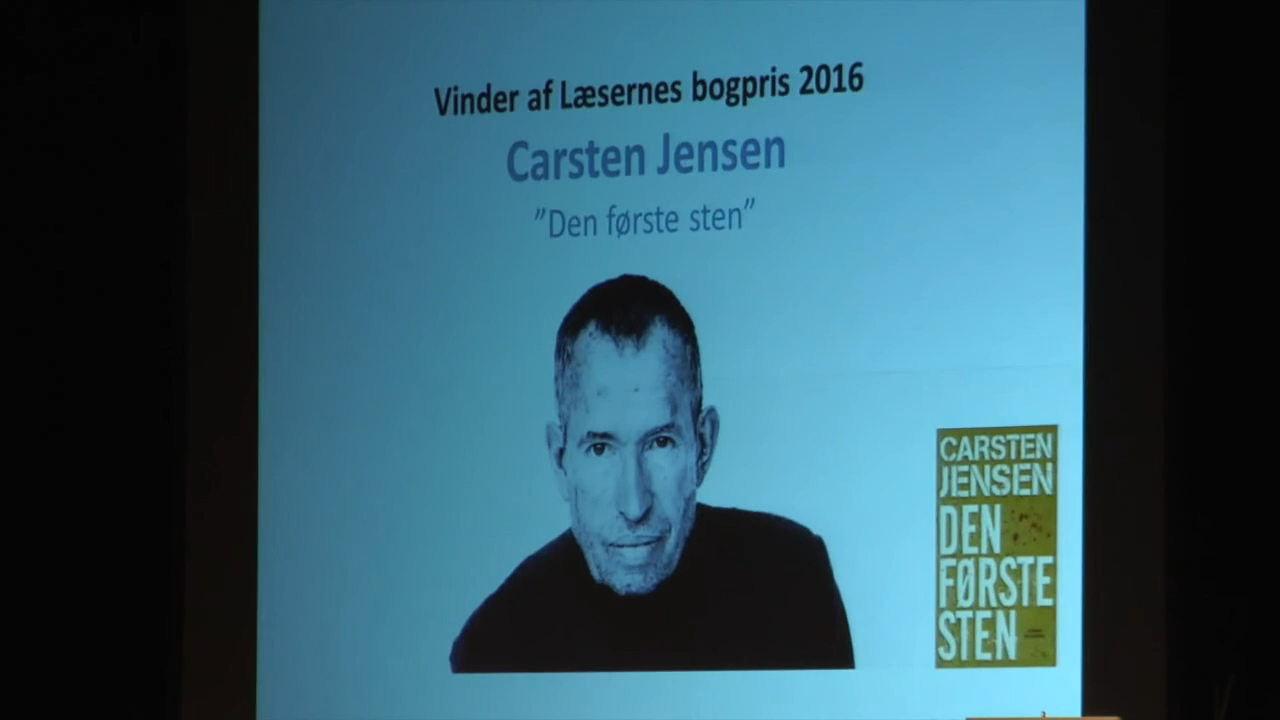 Vinder af Læsernes bogpris 2016
Carsten Jensen
”Den første sten”
CARSTEN
JENSEN
DEN
FØRSTE
STEN